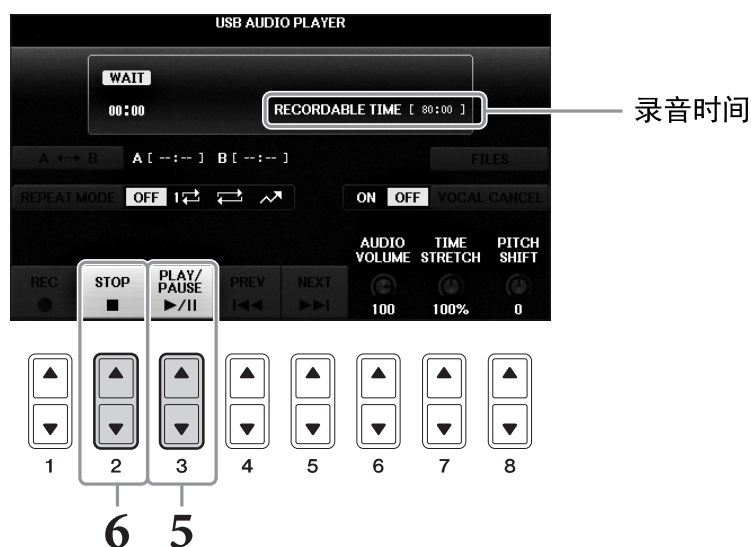 USB AUDIO PLAYER
WAIT
00:00
RECORDABLE TIME [ 80:00 ]
录音时间
A ↔ B A [ --:-- ] B [ --:-- ] FILES
REPEAT MODE OFF 1 ON OFF VOCAL CANCEL
AUDIO VOLUME TIME STRETCH PITCH SHIFT
REC STOP PLAY/PAUSE PREV NEXT
100 100% 0
1 2 3 4 5 6 7 8
6 5